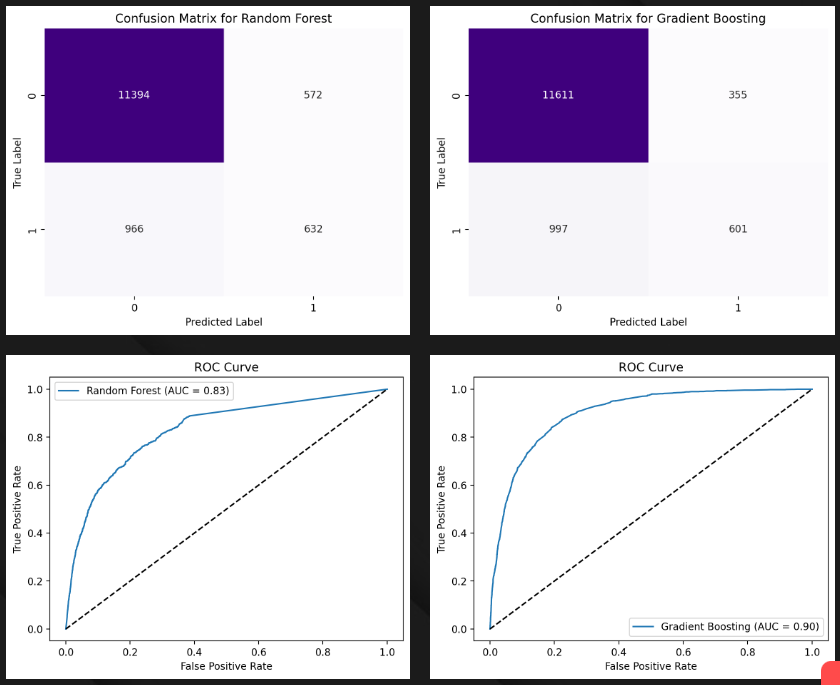 Confusion Matrix for Random Forest
0
11394
572
True Label
1
966
632
0
1
Predicted Label
Confusion Matrix for Gradient Boosting
0
11611
355
True Label
1
997
601
0
1
Predicted Label
ROC Curve
Random Forest (AUC = 0.83)
1.0
0.8
0.6
0.4
0.2
0.0
True Positive Rate
0.0
0.2
0.4
0.6
0.8
1.0
False Positive Rate
ROC Curve
1.0
0.8
0.6
0.4
0.2
0.0
True Positive Rate
Gradient Boosting (AUC = 0.90)
0.0
0.2
0.4
0.6
0.8
1.0
False Positive Rate